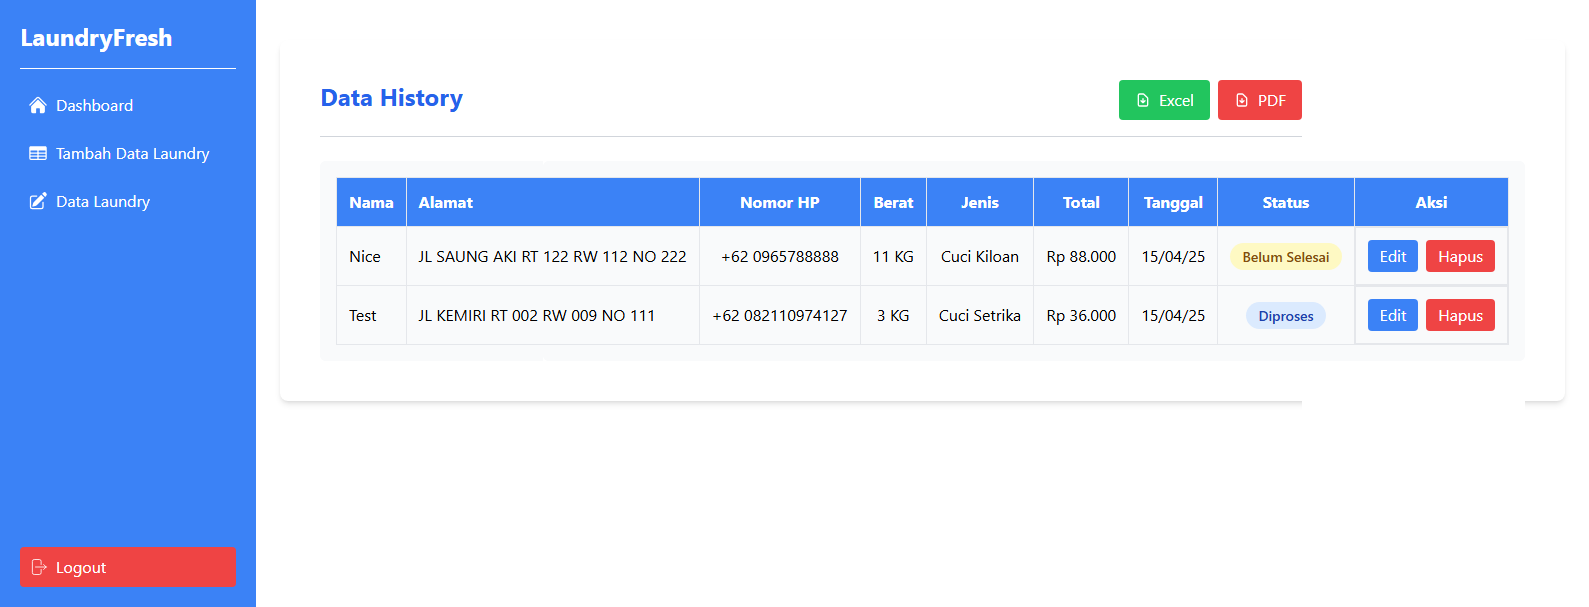 LaundryFresh
Dashboard
Tambah Data Laundry
Data Laundry
Logout
Data History
Excel PDF
Nama Alamat Nomor HP Berat Jenis Total Tanggal Status Aksi
Nice JL SAUNG AKI RT 122 RW 112 NO 222 +62 0965788888 11 KG Cuci Kiloan Rp 88.000 15/04/25 Belum Selesai Edit Hapus
Test JL KEMIRI RT 002 RW 009 NO 111 +62 082110974127 3 KG Cuci Setrika Rp 36.000 15/04/25 Diproses Edit Hapus